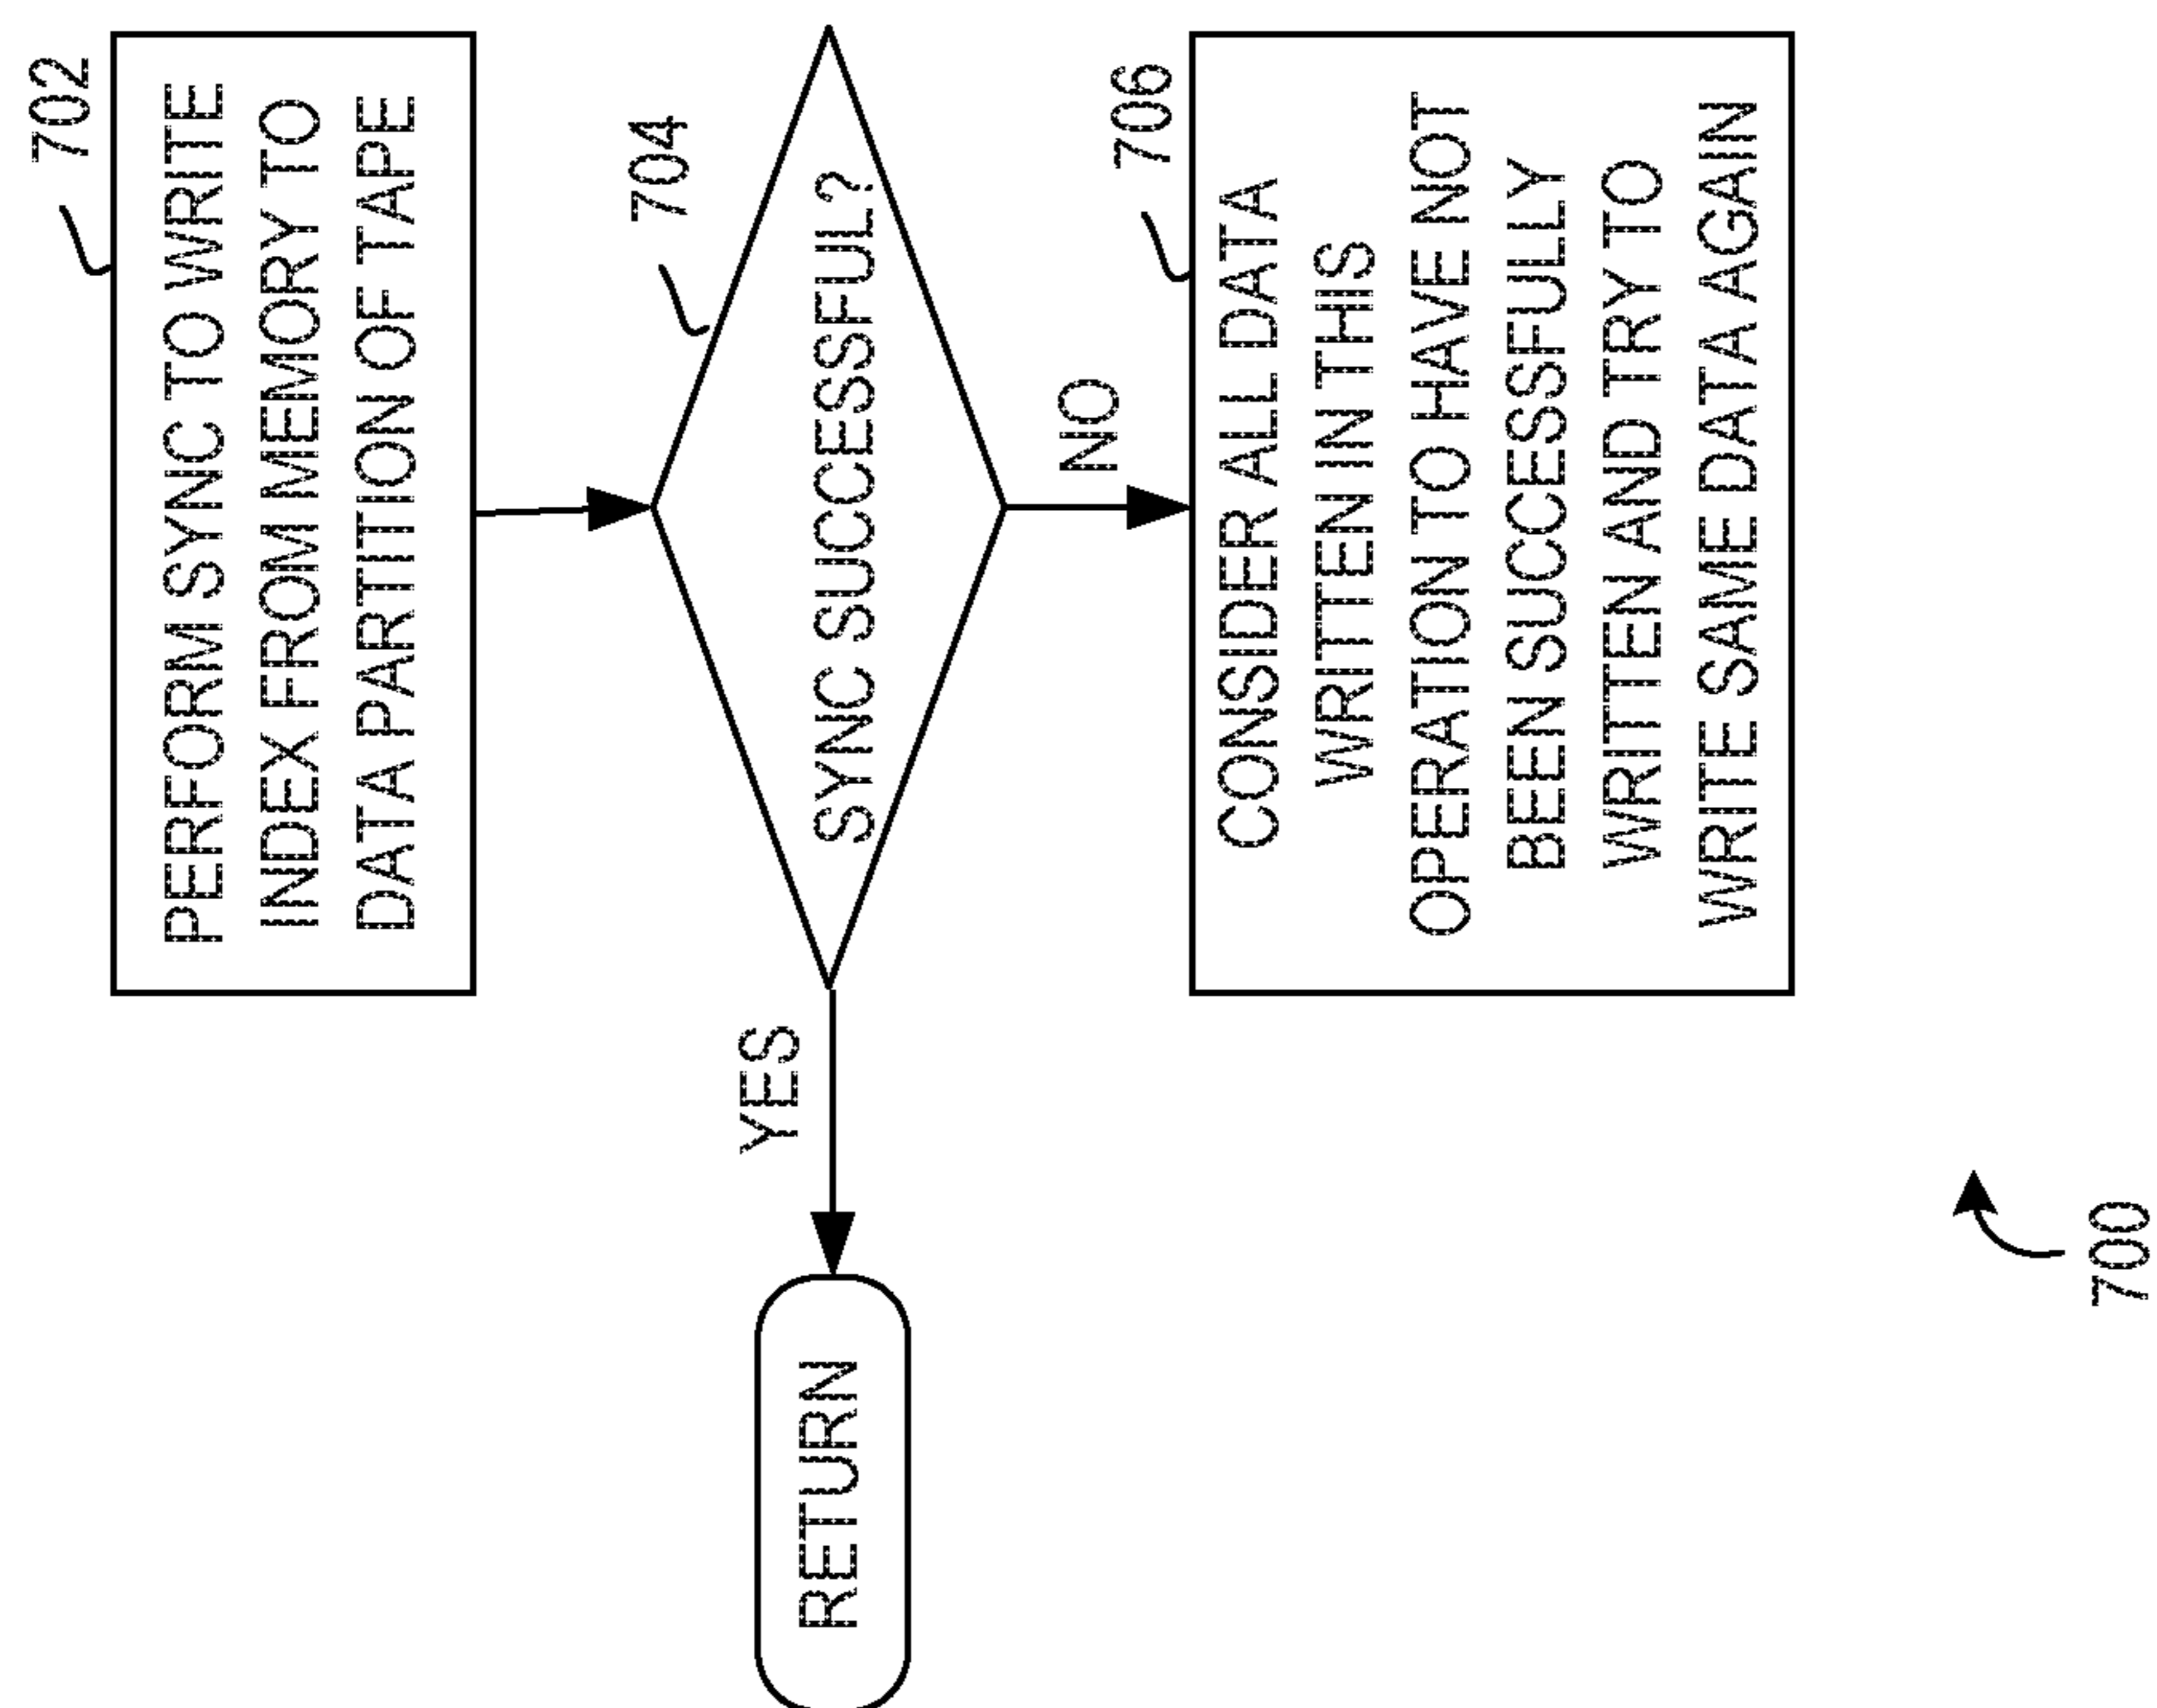 702
PERFORM SYNC TO WRITE
INDEX FROM MEMORY TO
DATA PARTITION OF TAPE
704
SYNC SUCCESSFUL?
YES
RETURN
NO
706
CONSIDER ALL DATA
WRITTEN IN THIS
OPERATION TO HAVE NOT
BEEN SUCCESSFULLY
WRITTEN AND TRY TO
WRITE SAME DATA AGAIN
700